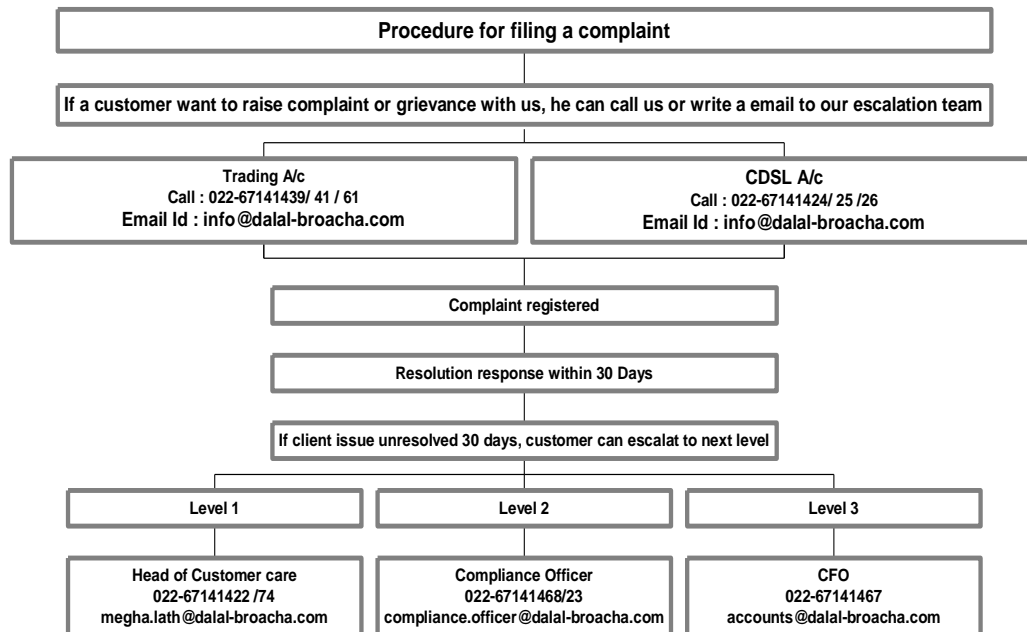 Procedure for filing a complaint
If a customer want to raise complaint or grievance with us, he can call us or write a email to our escalation team
Trading A/c
Call : 022-67141439/ 41 / 61
Email Id : info@dalal-broacha.com
CDSL A/c
Call : 022-67141424/ 25 /26
Email Id : info@dalal-broacha.com
Complaint registered
Resolution response within 30 Days
If client issue unresolved 30 days, customer can escalat to next level
Level 1
Level 2
Level 3
Head of Customer care
022-67141422 /74
megha.lath@dalal-broacha.com
Compliance Officer
022-67141468/23
compliance.officer@dalal-broacha.com
CFO
022-67141467
accounts@dalal-broacha.com